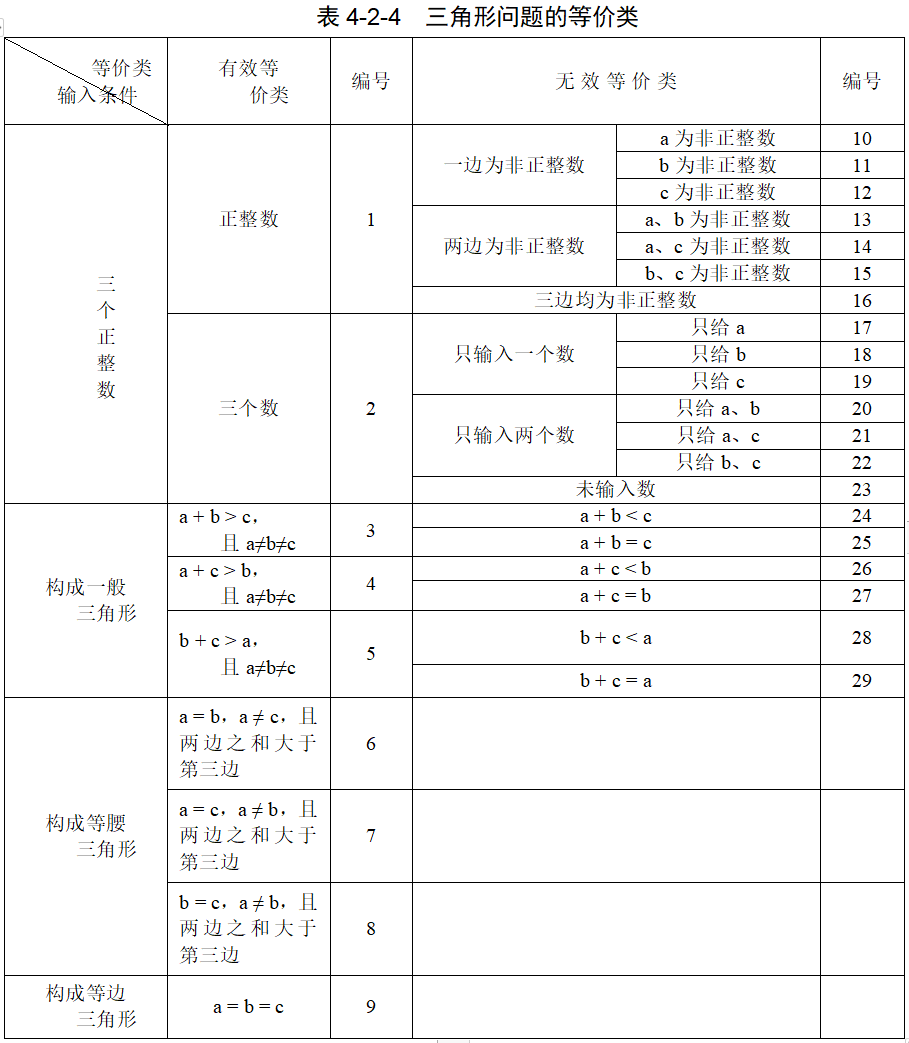 表 4-2-4 三角形问题的等价类
等价类
输入条件
有效等
价类
编号
无效等价类
编号
三
个
正
整
数
正整数
1
一边为非正整数
a 为非正整数
10
b 为非正整数
11
c 为非正整数
12
两边为非正整数
a、b 为非正整数
13
a、c 为非正整数
14
b、c 为非正整数
15
三边均为非正整数
16
三个数
2
只输入一个数
只给 a
17
只给 b
18
只给 c
19
只输入两个数
只给 a、b
20
只给 a、c
21
只给 b、c
22
未输入数
23
构成一般
三角形
a + b > c，
且 a≠b≠c
3
a + b < c
24
a + b = c
25
a + c > b，
且 a≠b≠c
4
a + c < b
26
a + c = b
27
b + c > a，
且 a≠b≠c
5
b + c < a
28
b + c = a
29
构成等腰
三角形
a = b，a ≠ c，且
两边之和大于
第三边
6
a = c，a ≠ b，且
两边之和大于
第三边
7
b = c，a ≠ b，且
两边之和大于
第三边
8
构成等边
三角形
a = b = c
9